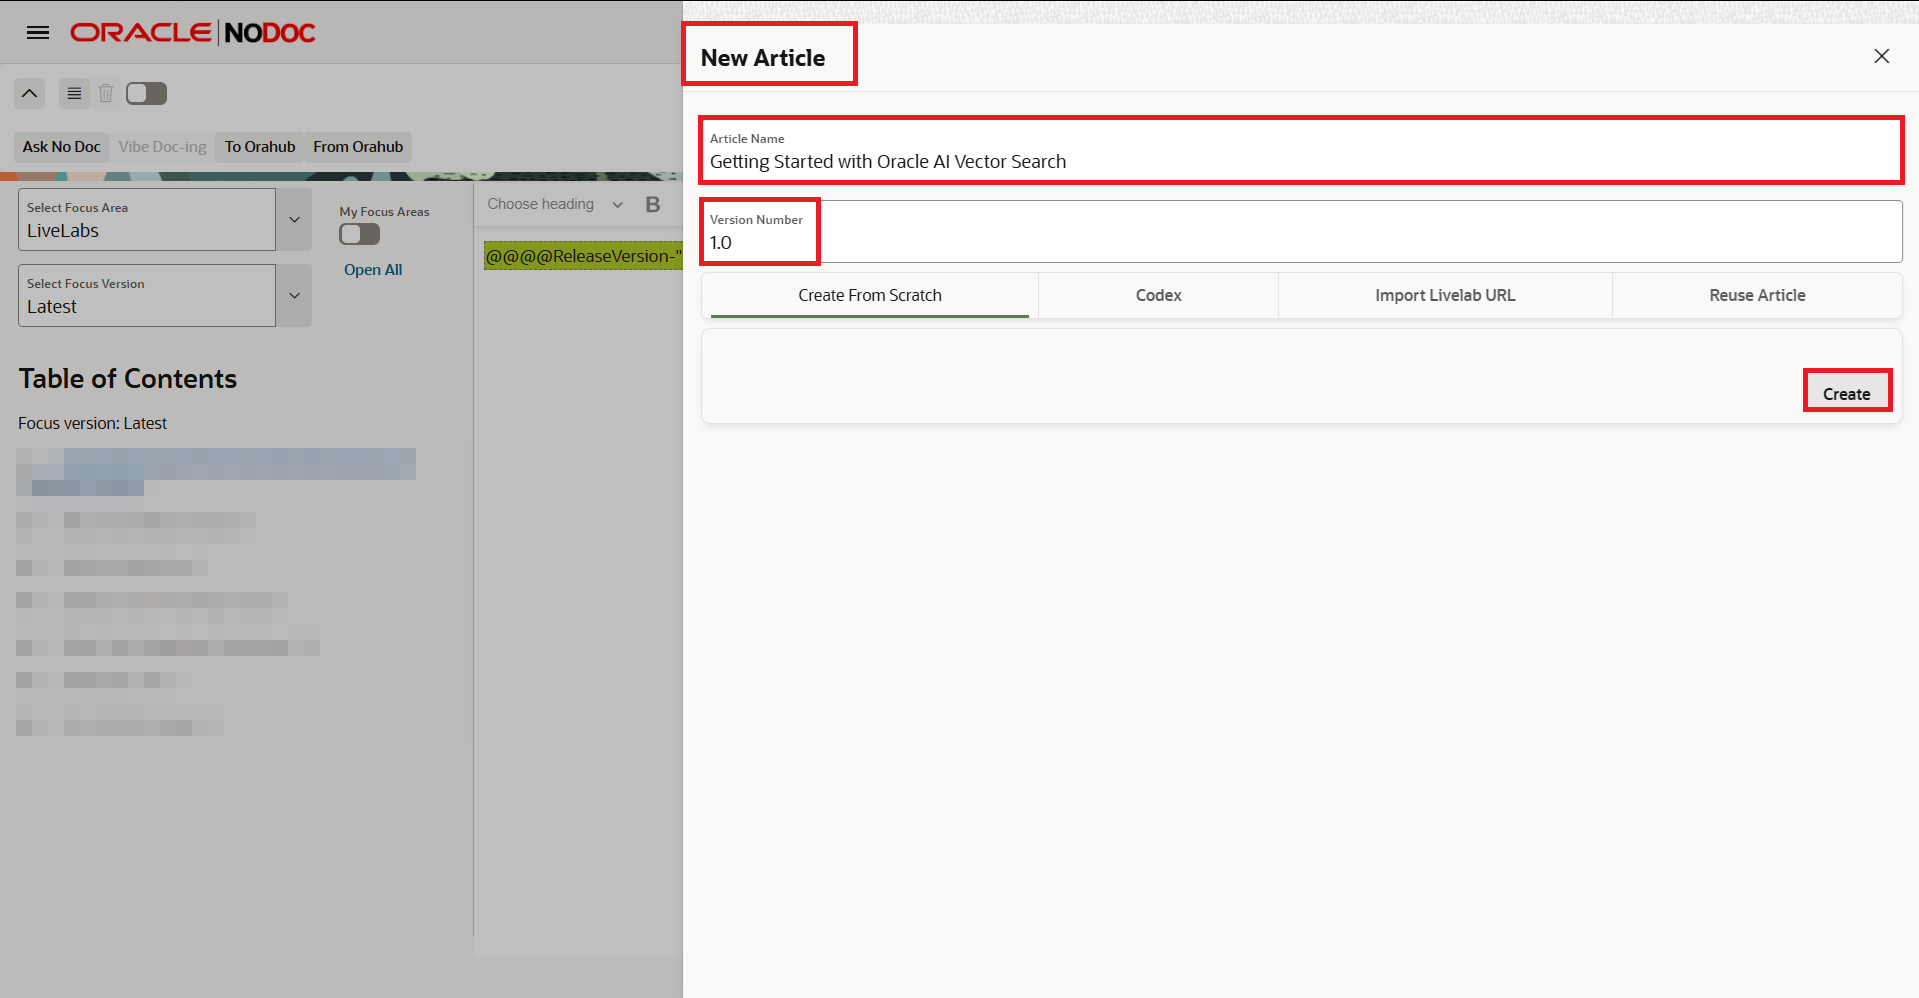 ORACLE | NODOC
Ask No Doc
Vibe Doc-ing
To Orahub
From Orahub
Select Focus Area
LiveLabs
My Focus Areas
Open All
Select Focus Version
Latest
Table of Contents
Focus version: Latest
Choose heading
B
@@@@ReleaseVersion-"
New Article
Article Name
Getting Started with Oracle AI Vector Search
Version Number
1.0
Create From Scratch
Codex
Import Livelab URL
Reuse Article
Create